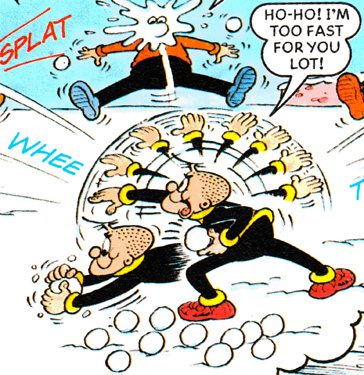 SPLAT
HO-HO! I'M
TOO FAST
FOR YOU
LOT!
WHEE